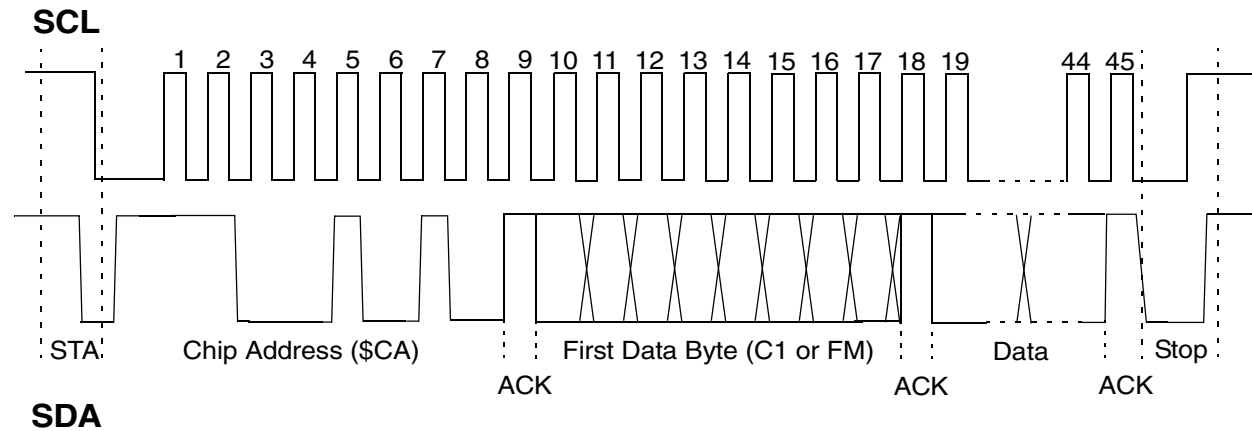 SCL
1 2 3 4 5 6 7 8 9 10 11 12 13 14 15 16 17 18 19 44 45
STA Chip Address ($CA) First Data Byte (C1 or FM) Data Stop
ACK ACK ACK
SDA